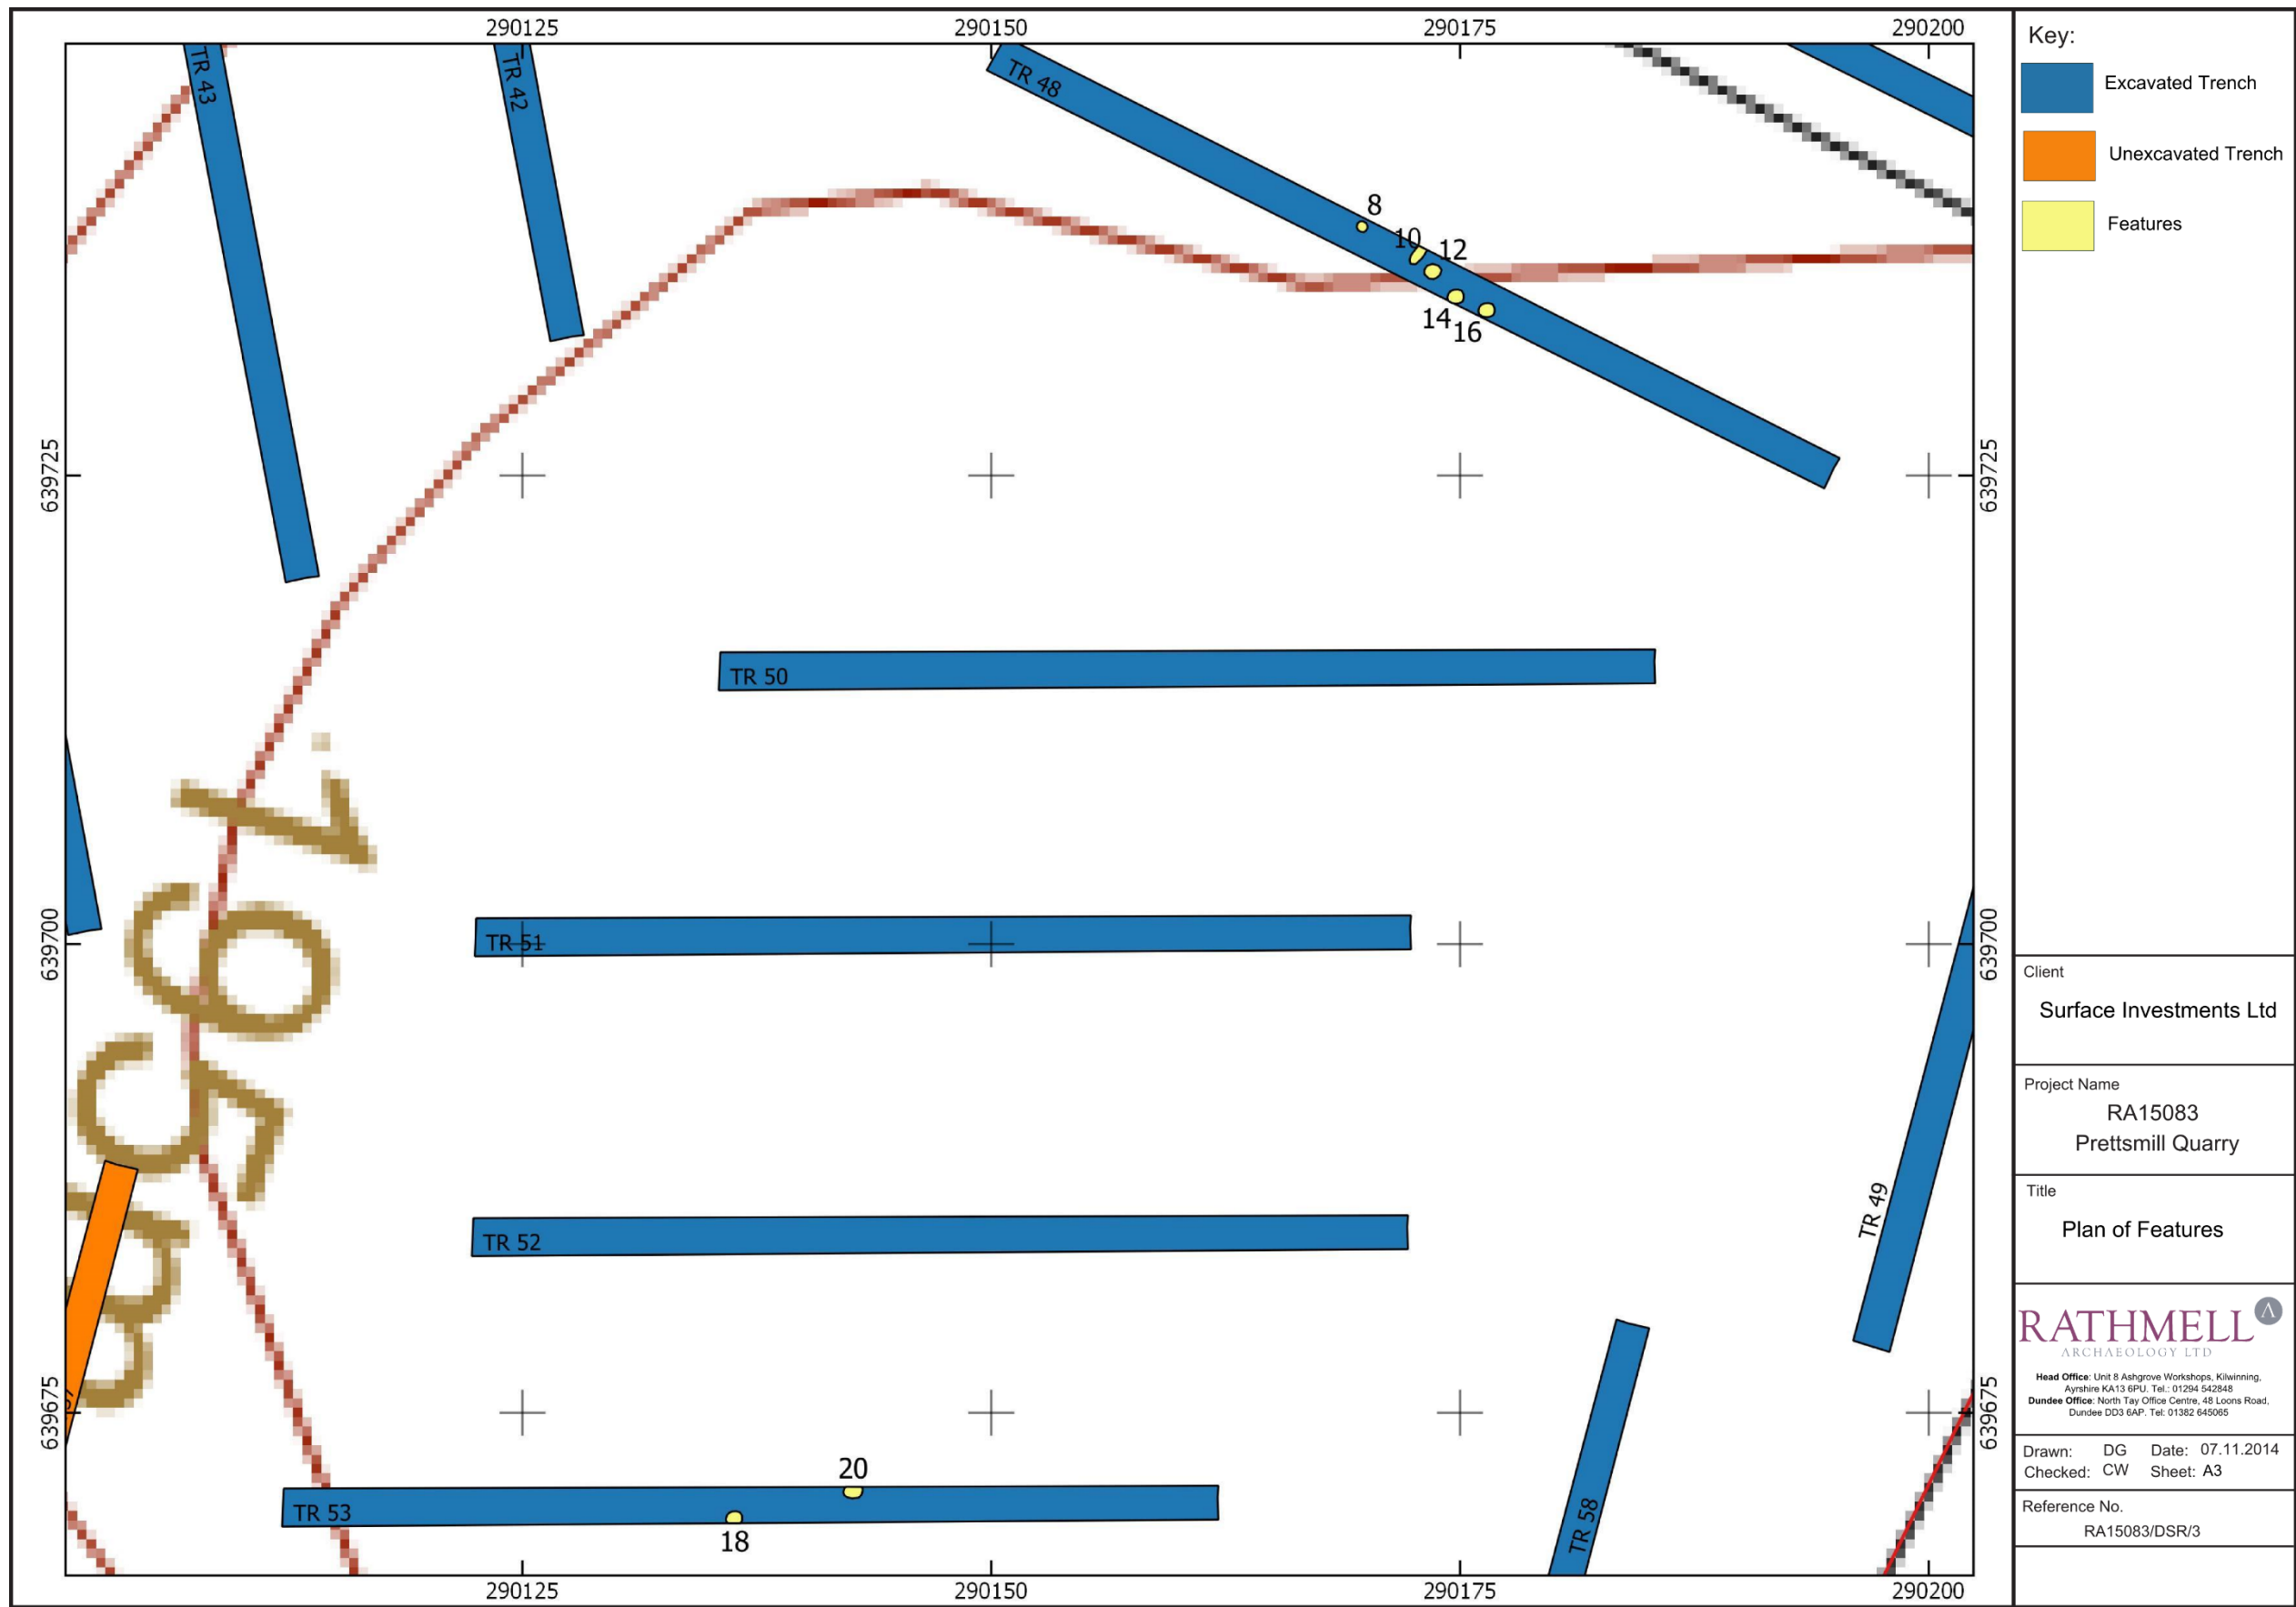 290125
290150
290175
290200
TR 43
TR 42
TR 48
8
10
12
14
16
639725
639725
TR 50
639700
639700
TR 51
TR 52
TR 49
639675
639675
TR 53
20
18
TR 58
290125
290150
290175
290200
Key:
Excavated Trench
Unexcavated Trench
Features
Client
Surface Investments Ltd
Project Name
RA15083
Prettsmill Quarry
Title
Plan of Features
RATHMELL
ARCHAEOLOGY LTD
Head Office: Unit 8 Ashgrove Workshops, Kilwinning,
Ayrshire KA13 6PU. Tel.: 01294 542848
Dundee Office: North Tay Office Centre, 48 Loons Road,
Dundee DD3 6AP. Tel: 01382 645065
Drawn: DG Date: 07.11.2014
Checked: CW Sheet: A3
Reference No.
RA15083/DSR/3